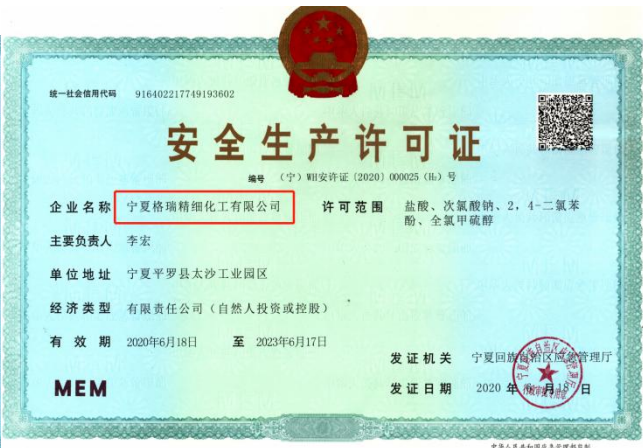 统一社会信用代码 916402217749193602
安全生产许可证
编号 （宁）WH安许证〔2020〕000025（H₂）号
企业名称 宁夏格瑞精细化工有限公司
许可范围 盐酸、次氯酸钠、2，4-二氯苯
酚、全氯甲硫醇
主要负责人 李宏
单位地址 宁夏平罗县太沙工业园区
经济类型 有限责任公司（自然人投资或控股）
有效期 2020年6月18日 至 2023年6月17日
发证机关 宁夏回族自治区应急管理厅
MEM
发证日期 2020年6月18日